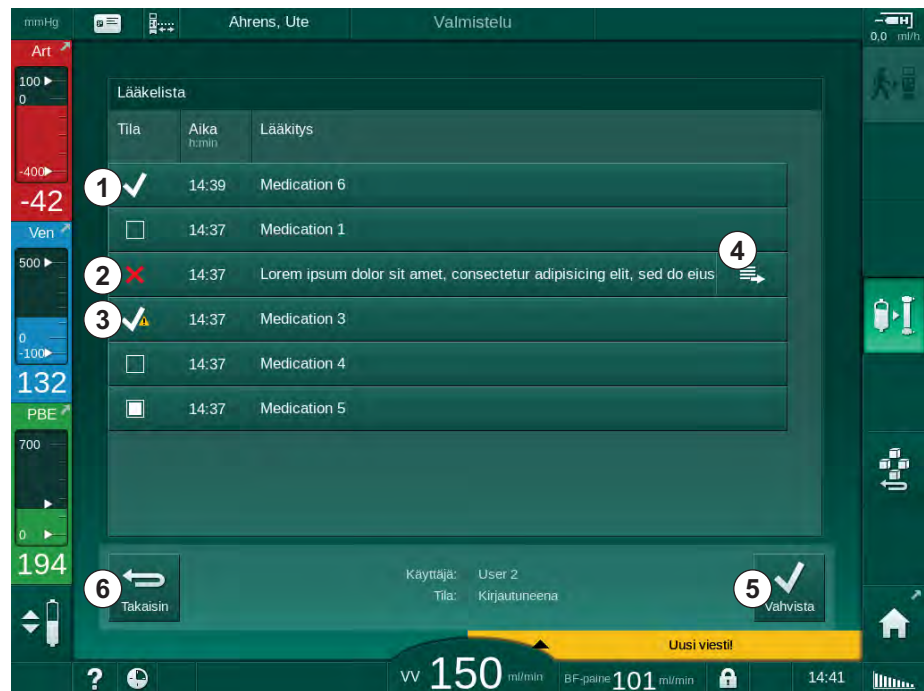 mmHg
Ahrens, Ute
Valmistelu
0,0 ml/h
Art
100
0
-400
-42
Ven
500
0
-100
132
PBE
700
0
194
Lääkelista
Tila Aika Lääkitys
h:min
1 14:39 Medication 6
14:37 Medication 1
4
2 14:37 Lorem ipsum dolor sit amet, consectetur adipisicing elit, sed do eius
3 14:37 Medication 3
14:37 Medication 4
14:37 Medication 5
6 Takaisin
Käyttäjä: User 2
Tila: Kirjautuneena
5 Vahvista
Uusi viesti!
? VV 150 ml/min BF-paine 101 ml/min 14:41